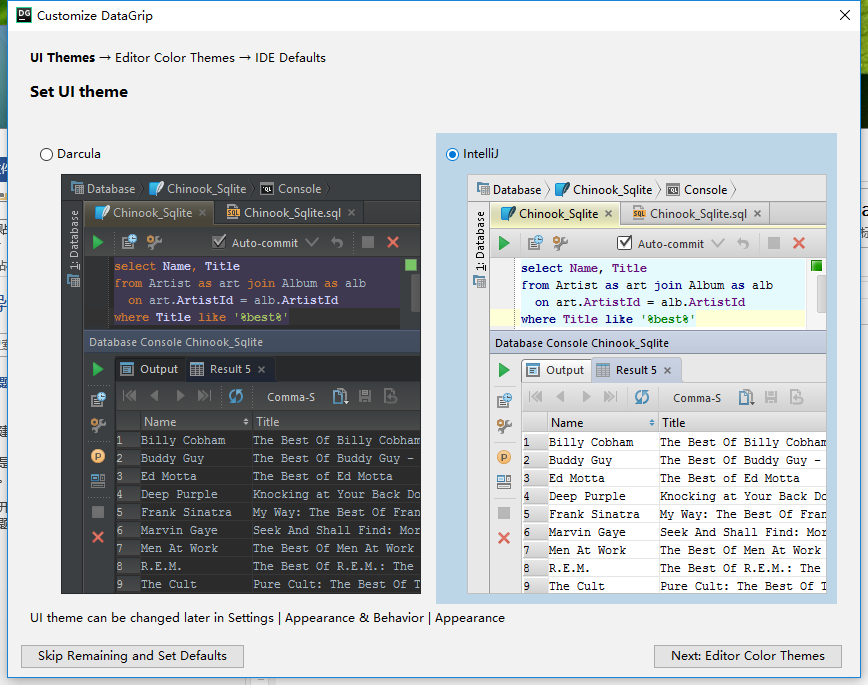 DG Customize DataGrip
UI Themes → Editor Color Themes → IDE Defaults
Set UI theme
Darcula
Database Chinook_Sqlite Console
Chinook_Sqlite Chinook_Sqlite.sql
1: Database
Auto-commit
select Name, Title
from Artist as art join Album as alb
on art.ArtistId = alb.ArtistId
where Title like '%best%'
Database Console Chinook_Sqlite
Output Result 5
Comma-S
Name Title
1 Billy Cobham The Best Of Billy Cobham
2 Buddy Guy The Best Of Buddy Guy -
3 Ed Motta The Best of Ed Motta
4 Deep Purple Knocking at Your Back Do
5 Frank Sinatra My Way: The Best Of Fran
6 Marvin Gaye Seek And Shall Find: Mor
7 Men At Work The Best Of Men At Work
8 R.E.M. The Best Of R.E.M.: The
9 The Cult Pure Cult: The Best Of T
IntelliJ
Database Chinook_Sqlite Console
Chinook_Sqlite Chinook_Sqlite.sql
1: Database
Auto-commit
select Name, Title
from Artist as art join Album as alb
on art.ArtistId = alb.ArtistId
where Title like '%best%'
Database Console Chinook_Sqlite
Output Result 5
Comma-S
Name Title
1 Billy Cobham The Best Of Billy Cobham
2 Buddy Guy The Best Of Buddy Guy -
3 Ed Motta The Best of Ed Motta
4 Deep Purple Knocking at Your Back Do
5 Frank Sinatra My Way: The Best Of Fran
6 Marvin Gaye Seek And Shall Find: Mor
7 Men At Work The Best Of Men At Work
8 R.E.M. The Best Of R.E.M.: The
9 The Cult Pure Cult: The Best Of T
UI theme can be changed later in Settings | Appearance & Behavior | Appearance
Skip Remaining and Set Defaults
Next: Editor Color Themes